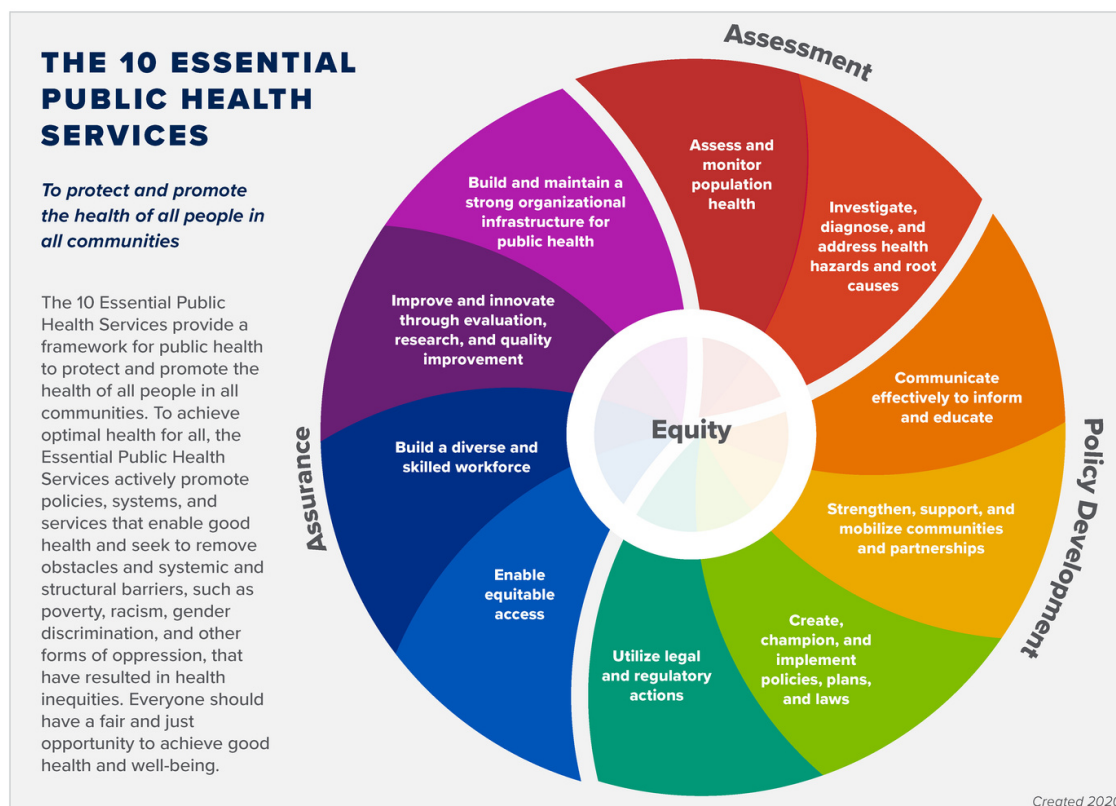 THE 10 ESSENTIAL
PUBLIC HEALTH
SERVICES
To protect and promote
the health of all people in
all communities
The 10 Essential Public
Health Services provide a
framework for public health
to protect and promote the
health of all people in all
communities. To achieve
optimal health for all, the
Essential Public Health
Services actively promote
policies, systems, and
services that enable good
health and seek to remove
obstacles and systemic and
structural barriers, such as
poverty, racism, gender
discrimination, and other
forms of oppression, that
have resulted in health
inequities. Everyone should
have a fair and just
opportunity to achieve good
health and well-being.
Assessment
Assess and
monitor
population
health
Investigate,
diagnose, and
address health
hazards and root
causes
Policy Development
Communicate
effectively to inform
and educate
Strengthen, support, and
mobilize communities
and partnerships
Create,
champion, and
implement
policies, plans,
and laws
Utilize legal
and regulatory
actions
Assurance
Enable
equitable
access
Build a diverse and
skilled workforce
Improve and innovate
through evaluation,
research, and quality
improvement
Build and maintain a
strong organizational
infrastructure for
public health
Equity
Created 2020